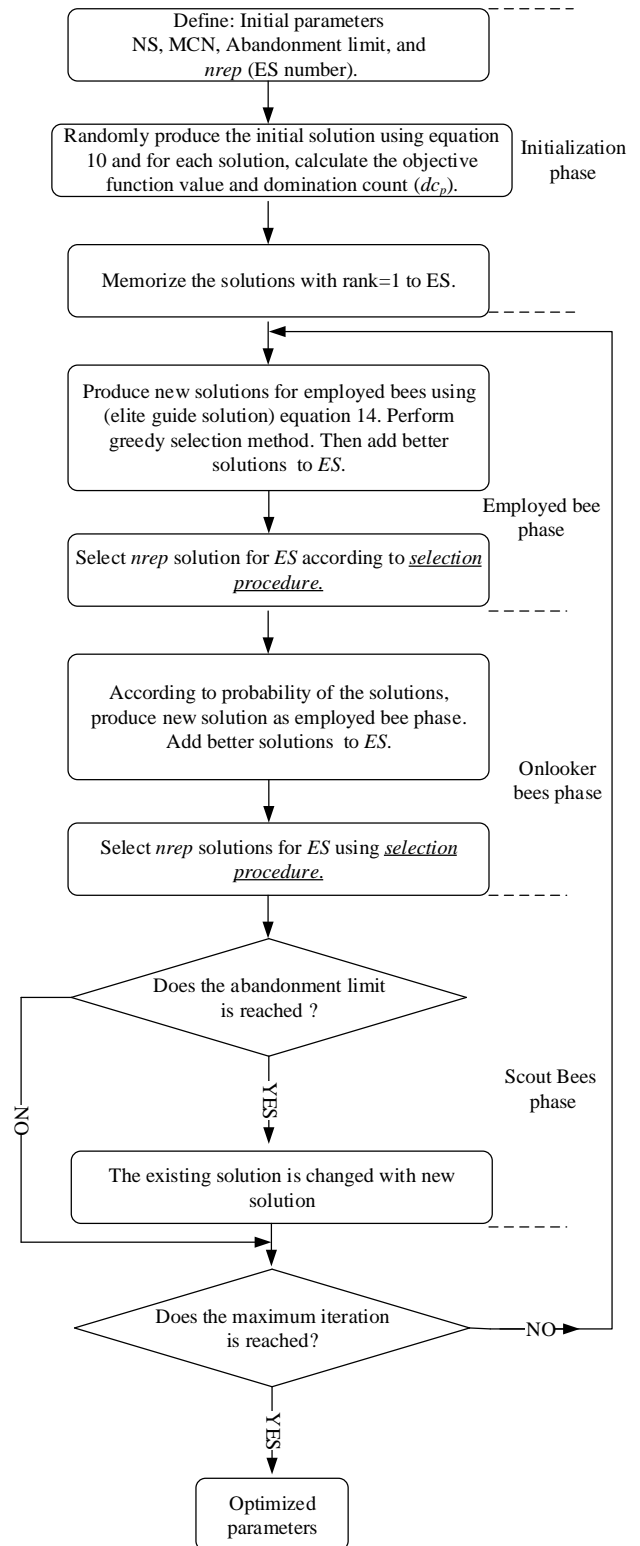 Define: Initial parameters
NS, MCN, Abandonment limit, and
nrep (ES number).
Randomly produce the initial solution using equation
10 and for each solution, calculate the objective
function value and domination count (dcp).
Initialization
phase
Memorize the solutions with rank=1 to ES.
Produce new solutions for employed bees using
(elite guide solution) equation 14. Perform
greedy selection method. Then add better
solutions to ES.
Employed bee
phase
Select nrep solution for ES according to selection
procedure.
According to probability of the solutions,
produce new solution as employed bee phase.
Add better solutions to ES.
Onlooker
bees phase
Select nrep solutions for ES using selection
procedure.
Does the abandonment limit
is reached ?
YES
NO
Scout Bees
phase
The existing solution is changed with new
solution
Does the maximum iteration
is reached?
NO
YES
Optimized
parameters